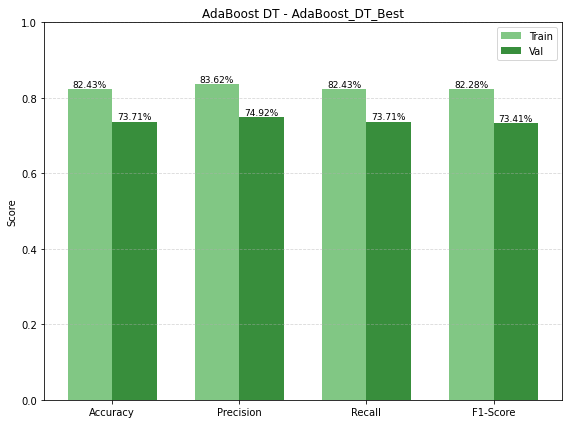 AdaBoost DT - AdaBoost_DT_Best
Train
Val
1.0
0.8
0.6
0.4
0.2
0.0
Score
82.43%
73.71%
83.62%
74.92%
82.43%
73.71%
82.28%
73.41%
Accuracy
Precision
Recall
F1-Score